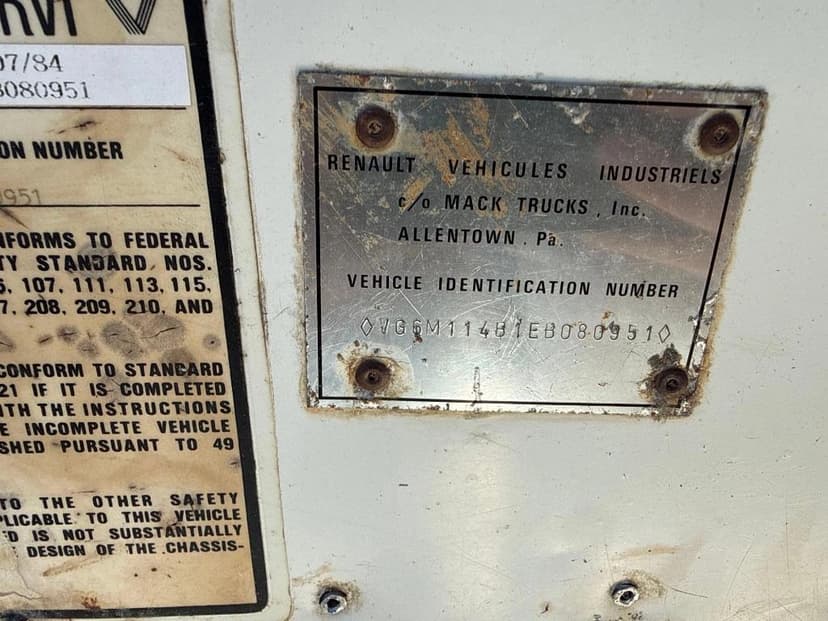 RVI
07/84
B080951
ON NUMBER
0951
NFORMS TO FEDERAL
TY STANDARD, NOS.
, 107, 111, 113, 115,
7, 208, 209, 210, AND
CONFORM TO STANDARD
21 IF IT IS COMPLETED
ITH THE INSTRUCTIONS
E INCOMPLETE VEHICLE
SHED PURSUANT TO 49
TO THE OTHER SAFETY
PLICABLE TO THIS VEHICLE
D IS NOT SUBSTANTIALLY
DESIGN OF THE CHASSIS-
RENAULT VEHICULES INDUSTRIELS
c/o MACK TRUCKS, Inc.
ALLENTOWN. Pa.
VEHICLE IDENTIFICATION NUMBER
◊VG6M114B1EB080951◊